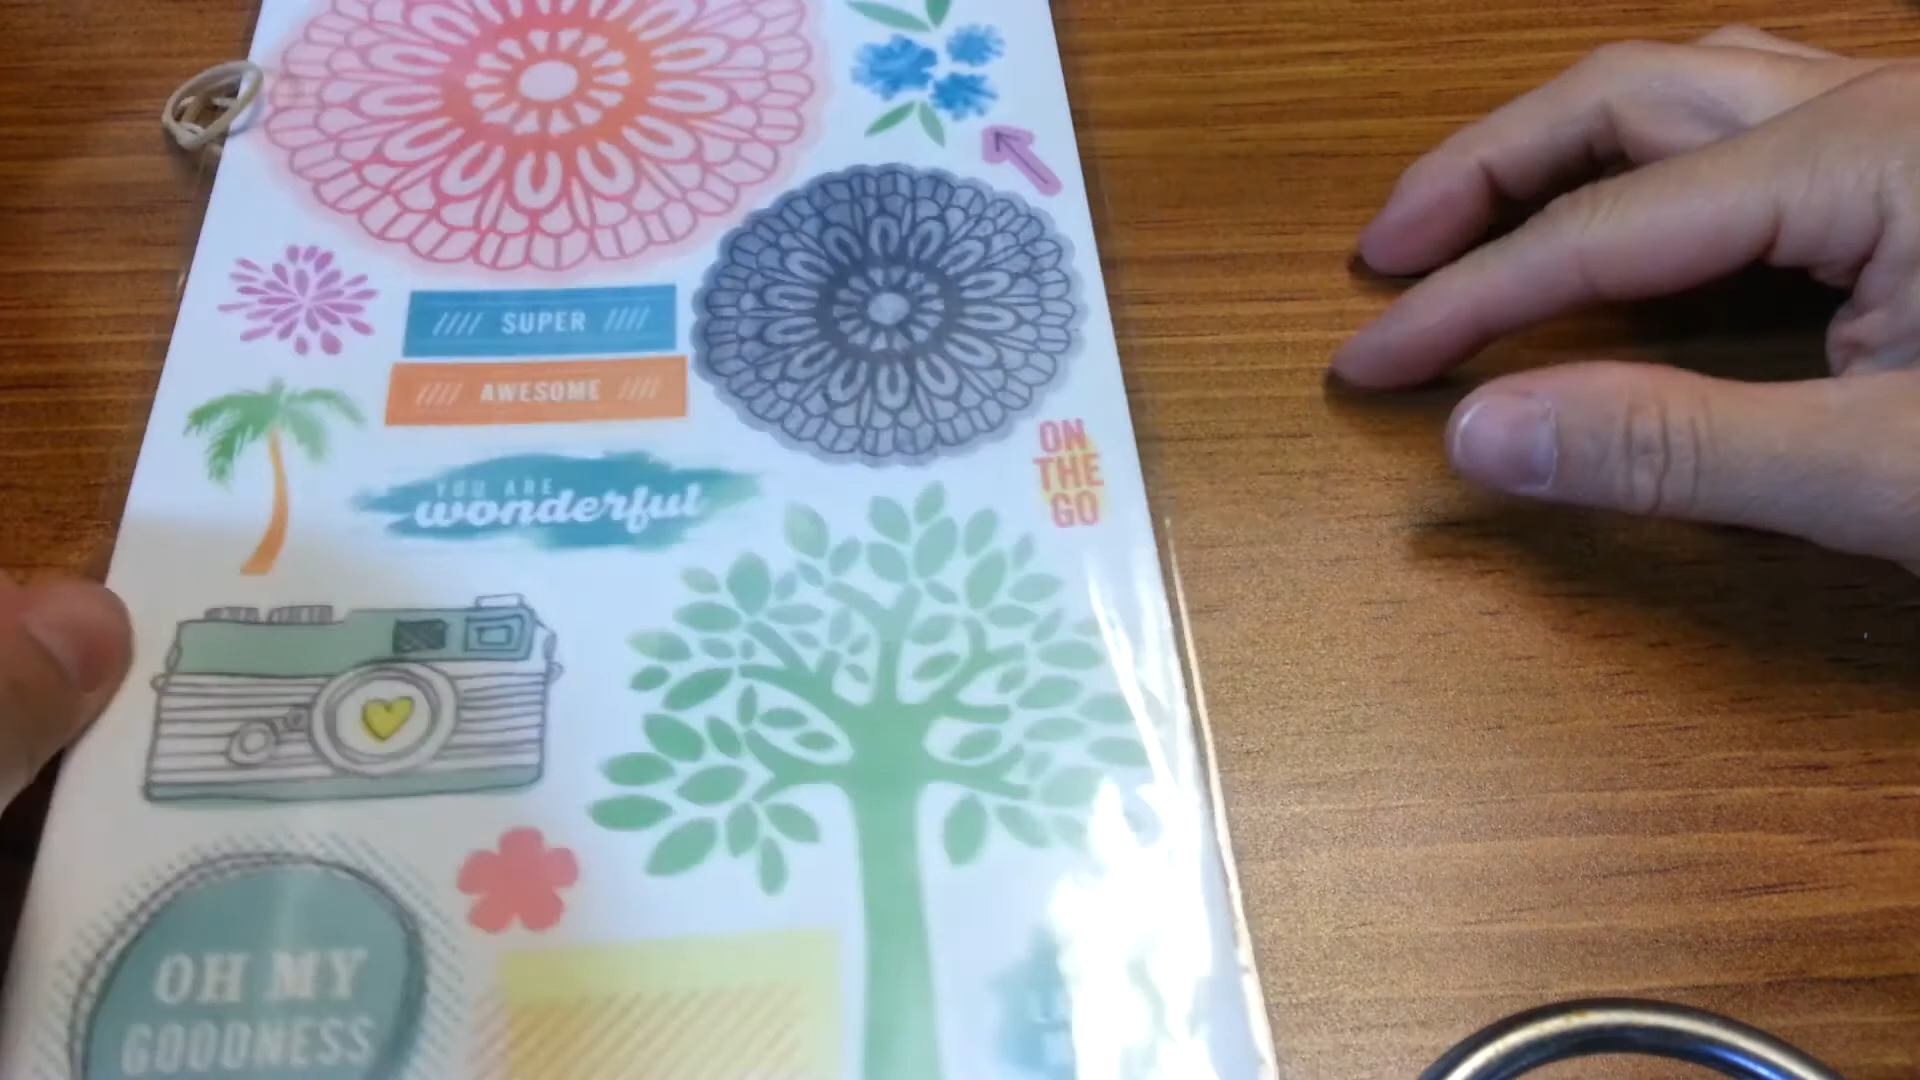 SUPER
AWESOME
YOU ARE
wonderful
ON
THE
GO
OH MY
GOODNESS